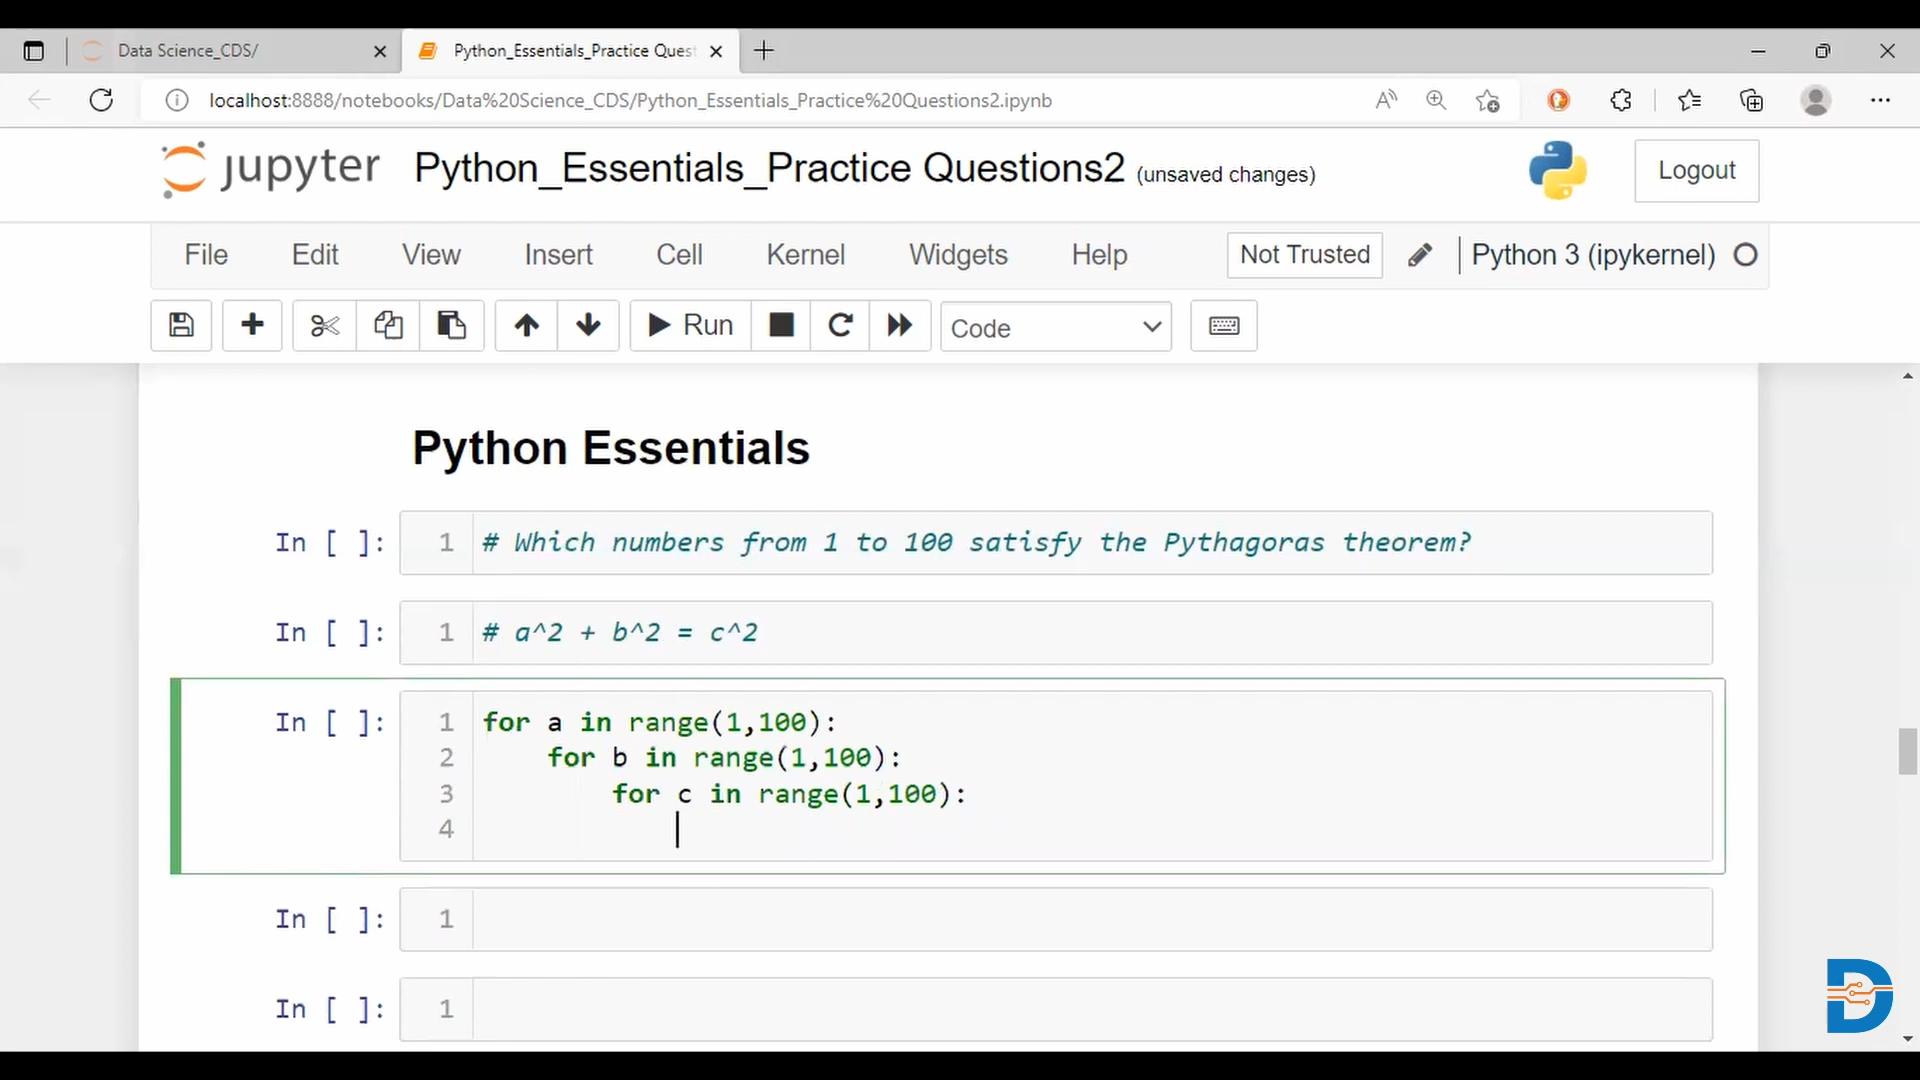 Data Science_CDS/
Python_Essentials_Practice Quest
localhost:8888/notebooks/Data%20Science_CDS/Python_Essentials_Practice%20Questions2.ipynb
jupyter Python_Essentials_Practice Questions2 (unsaved changes)
Logout
File Edit View Insert Cell Kernel Widgets Help Not Trusted Python 3 (ipykernel)
Run Code
Python Essentials
In [ ]: 1 # Which numbers from 1 to 100 satisfy the Pythagoras theorem?
In [ ]: 1 # a^2 + b^2 = c^2
In [ ]: 1 for a in range(1,100):
2     for b in range(1,100):
3         for c in range(1,100):
4
In [ ]: 1
In [ ]: 1